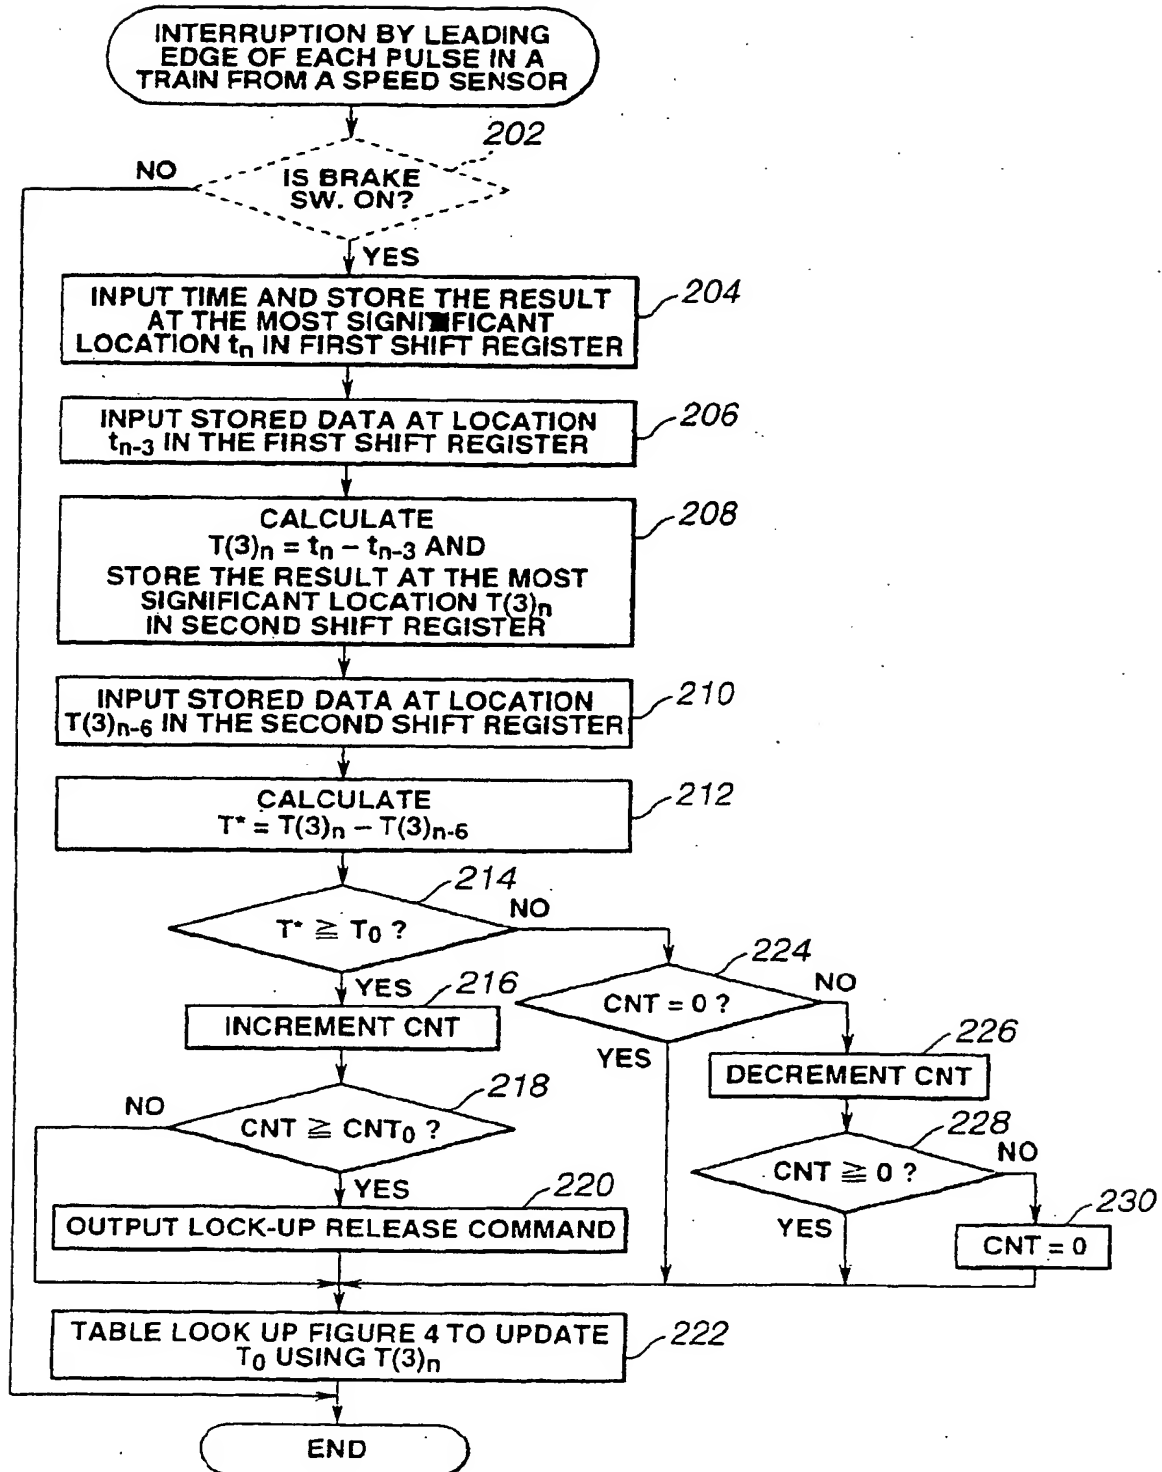 INTERRUPTION BY LEADING
EDGE OF EACH PULSE IN A
TRAIN FROM A SPEED SENSOR
202
NO
IS BRAKE
SW. ON?
YES
204
INPUT TIME AND STORE THE RESULT
AT THE MOST SIGNIFICANT
LOCATION tn IN FIRST SHIFT REGISTER
206
INPUT STORED DATA AT LOCATION
tn-3 IN THE FIRST SHIFT REGISTER
208
CALCULATE
T(3)n = tn – tn-3 AND
STORE THE RESULT AT THE MOST
SIGNIFICANT LOCATION T(3)n
IN SECOND SHIFT REGISTER
210
INPUT STORED DATA AT LOCATION
T(3)n-6 IN THE SECOND SHIFT REGISTER
212
CALCULATE
T* = T(3)n – T(3)n-6
214
NO
T* ≧ T0 ?
YES
216
INCREMENT CNT
224
NO
CNT = 0 ?
YES
226
DECREMENT CNT
218
NO
CNT ≧ CNT0 ?
YES
228
NO
CNT ≧ 0 ?
YES
220
OUTPUT LOCK-UP RELEASE COMMAND
230
CNT = 0
222
TABLE LOOK UP FIGURE 4 TO UPDATE
T0 USING T(3)n
END